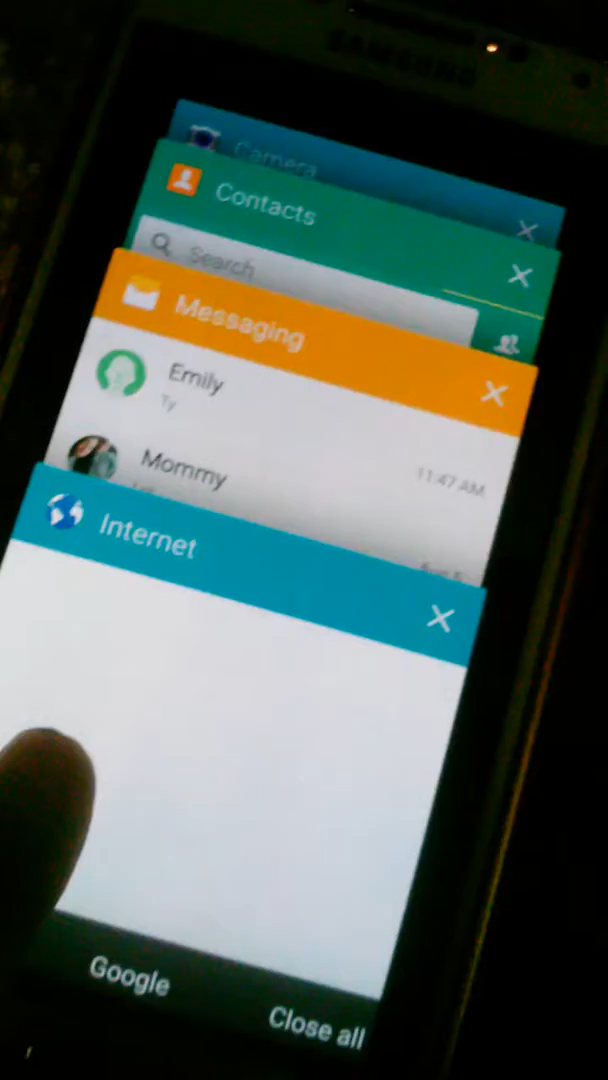 SAMSUNG
Camera
Contacts
Search
Messaging
Emily
Ty
11:47 AM
Mommy
Internet
Google
Close all